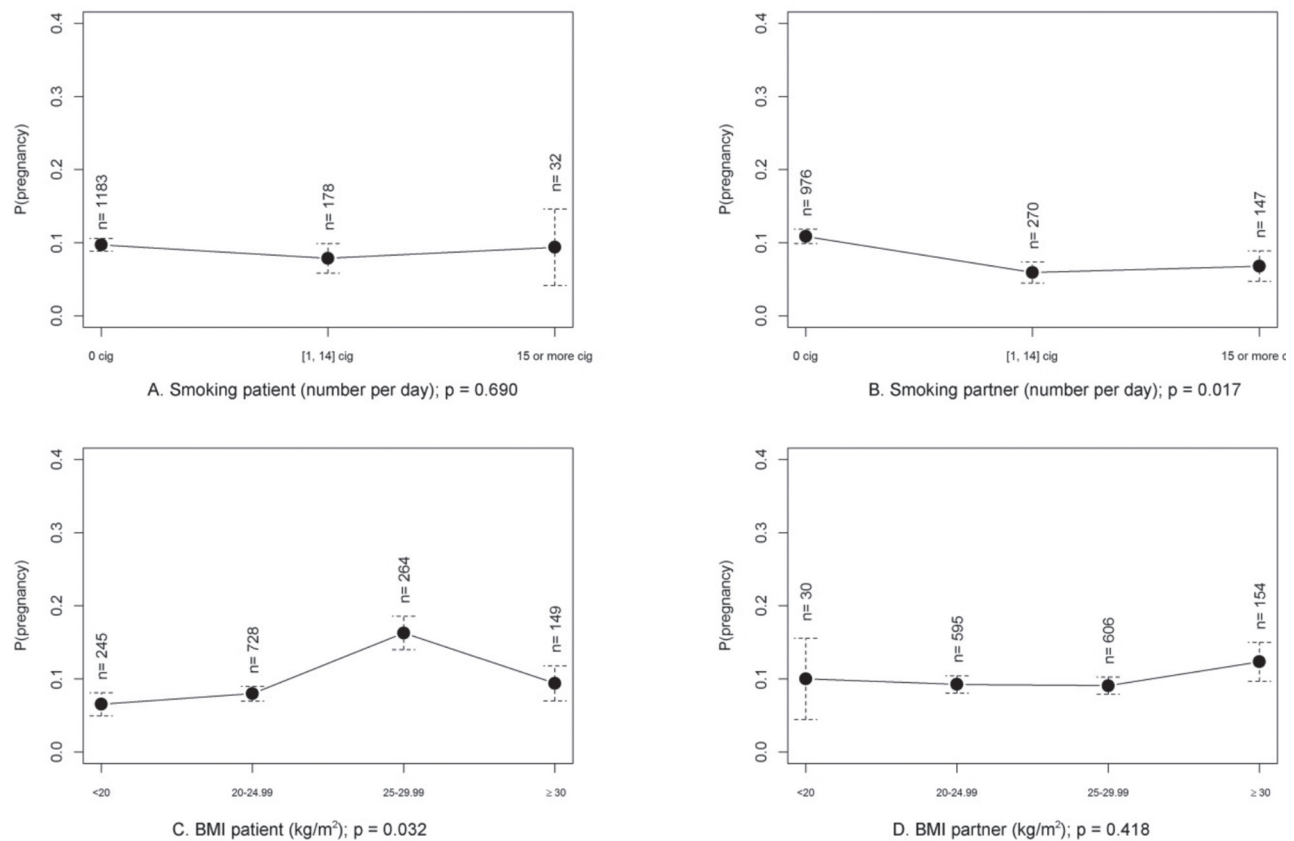 0.4
0.3
0.2
0.1
0.0
P(pregnancy)
n= 1183
n= 178
n= 32
0 cig
[1, 14] cig
15 or more cig
A. Smoking patient (number per day); p = 0.690
0.4
0.3
0.2
0.1
0.0
P(pregnancy)
n= 976
n= 270
n= 147
0 cig
[1, 14] cig
15 or more c
B. Smoking partner (number per day); p = 0.017
0.4
0.3
0.2
0.1
0.0
P(pregnancy)
n= 245
n= 728
n= 264
n= 149
<20
20-24.99
25-29.99
≥ 30
C. BMI patient (kg/m²); p = 0.032
0.4
0.3
0.2
0.1
0.0
P(pregnancy)
n= 30
n= 595
n= 606
n= 154
<20
20-24.99
25-29.99
≥ 30
D. BMI partner (kg/m²); p = 0.418